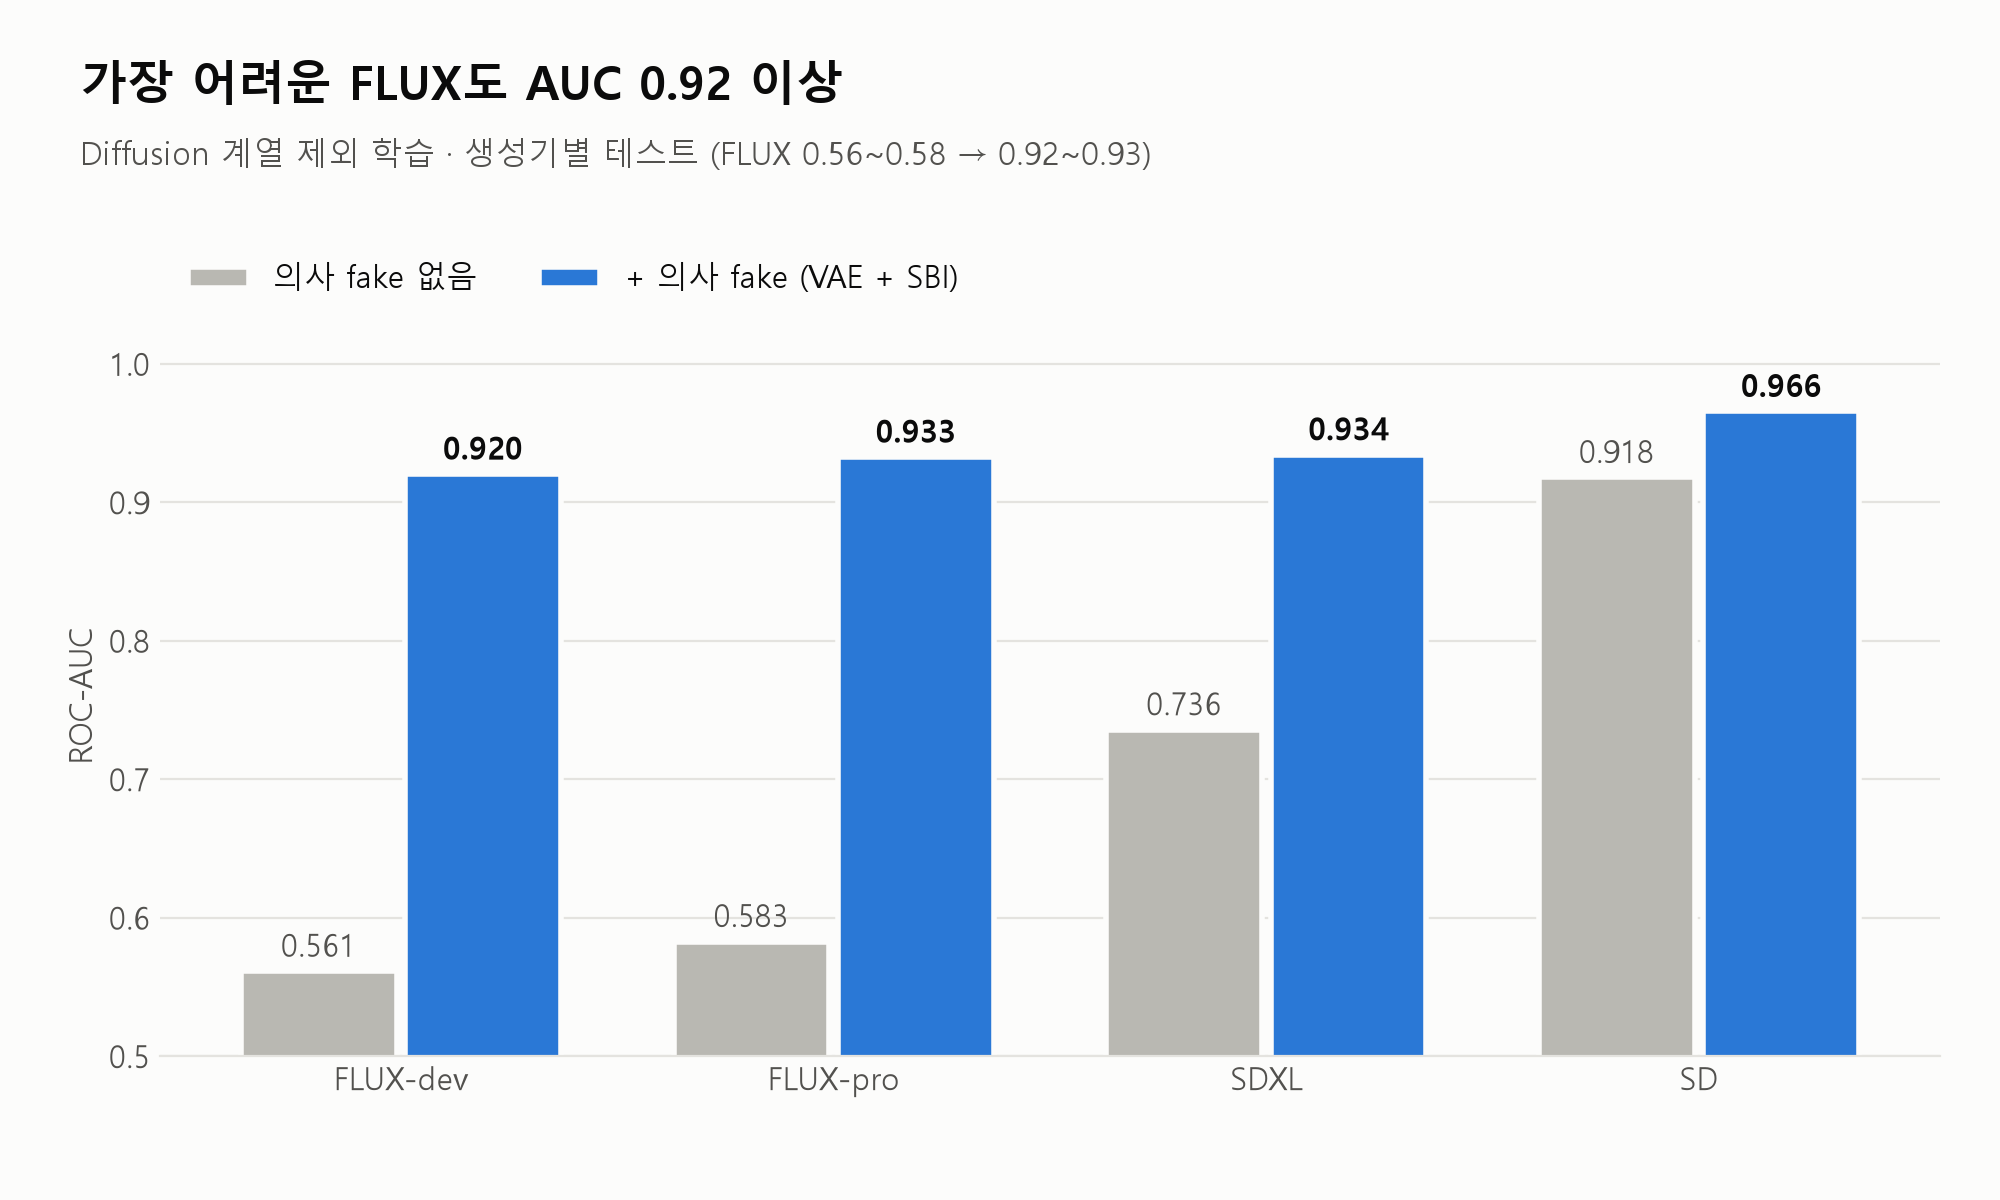 가장 어려운 FLUX도 AUC 0.92 이상
Diffusion 계열 제외 학습 · 생성기별 테스트 (FLUX 0.56~0.58 → 0.92~0.93)
의사 fake 없음
+ 의사 fake (VAE + SBI)
ROC-AUC
1.0
0.9
0.8
0.7
0.6
0.5
0.561
0.920
0.583
0.933
0.736
0.934
0.918
0.966
FLUX-dev
FLUX-pro
SDXL
SD